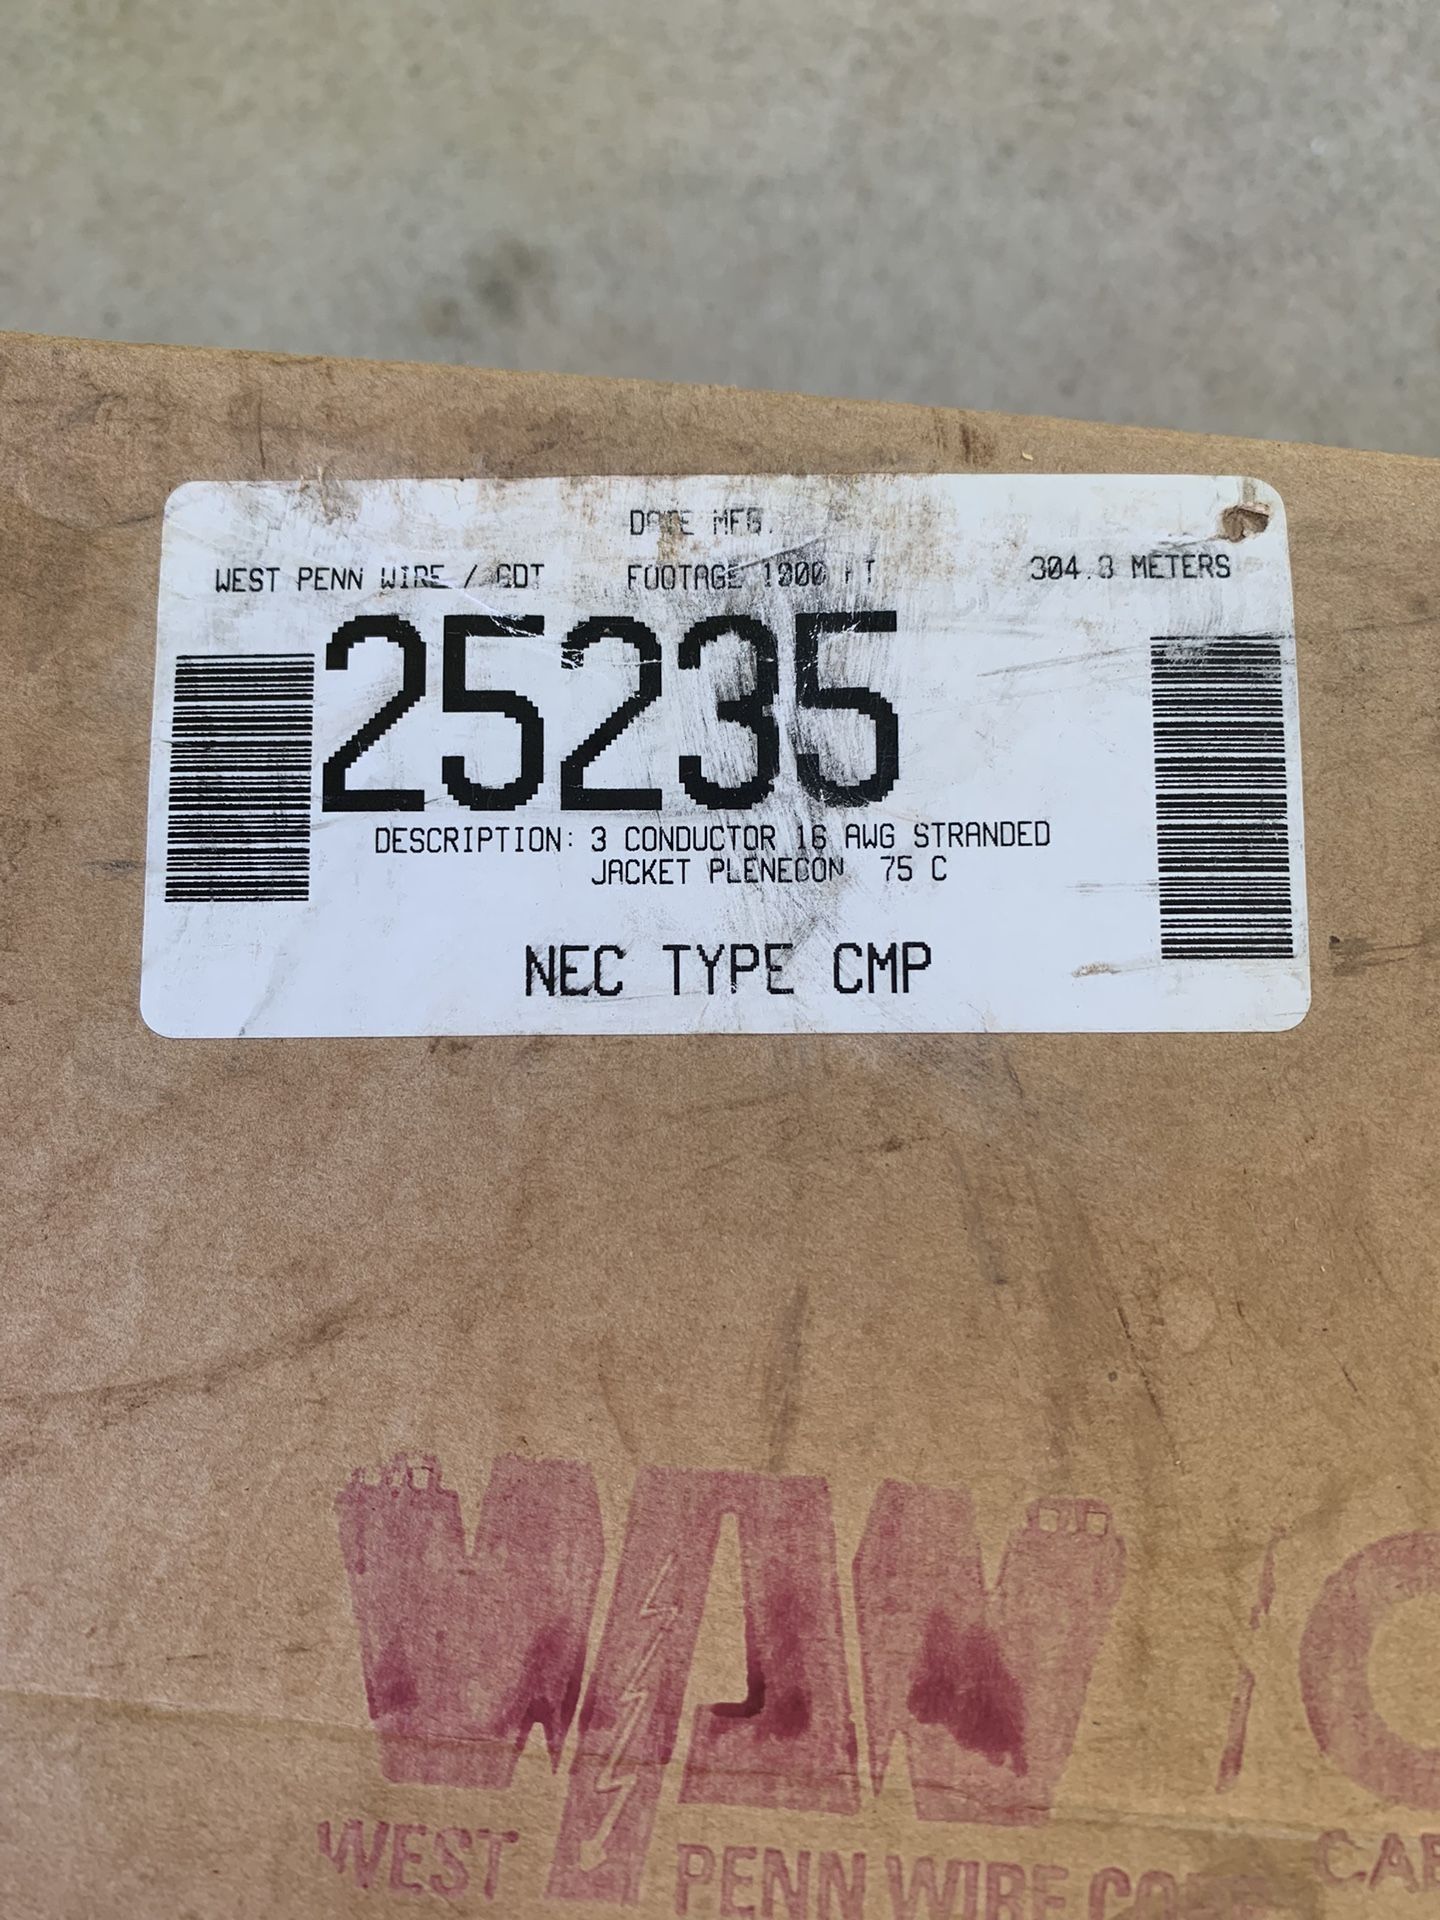 DATE MFG.
WEST PENN WIRE / CDT FOOTAGE 1000 FT 304.8 METERS
25235
DESCRIPTION: 3 CONDUCTOR 16 AWG STRANDED
JACKET PLENECON 75 C
NEC TYPE CMP
WEST PENN WIRE